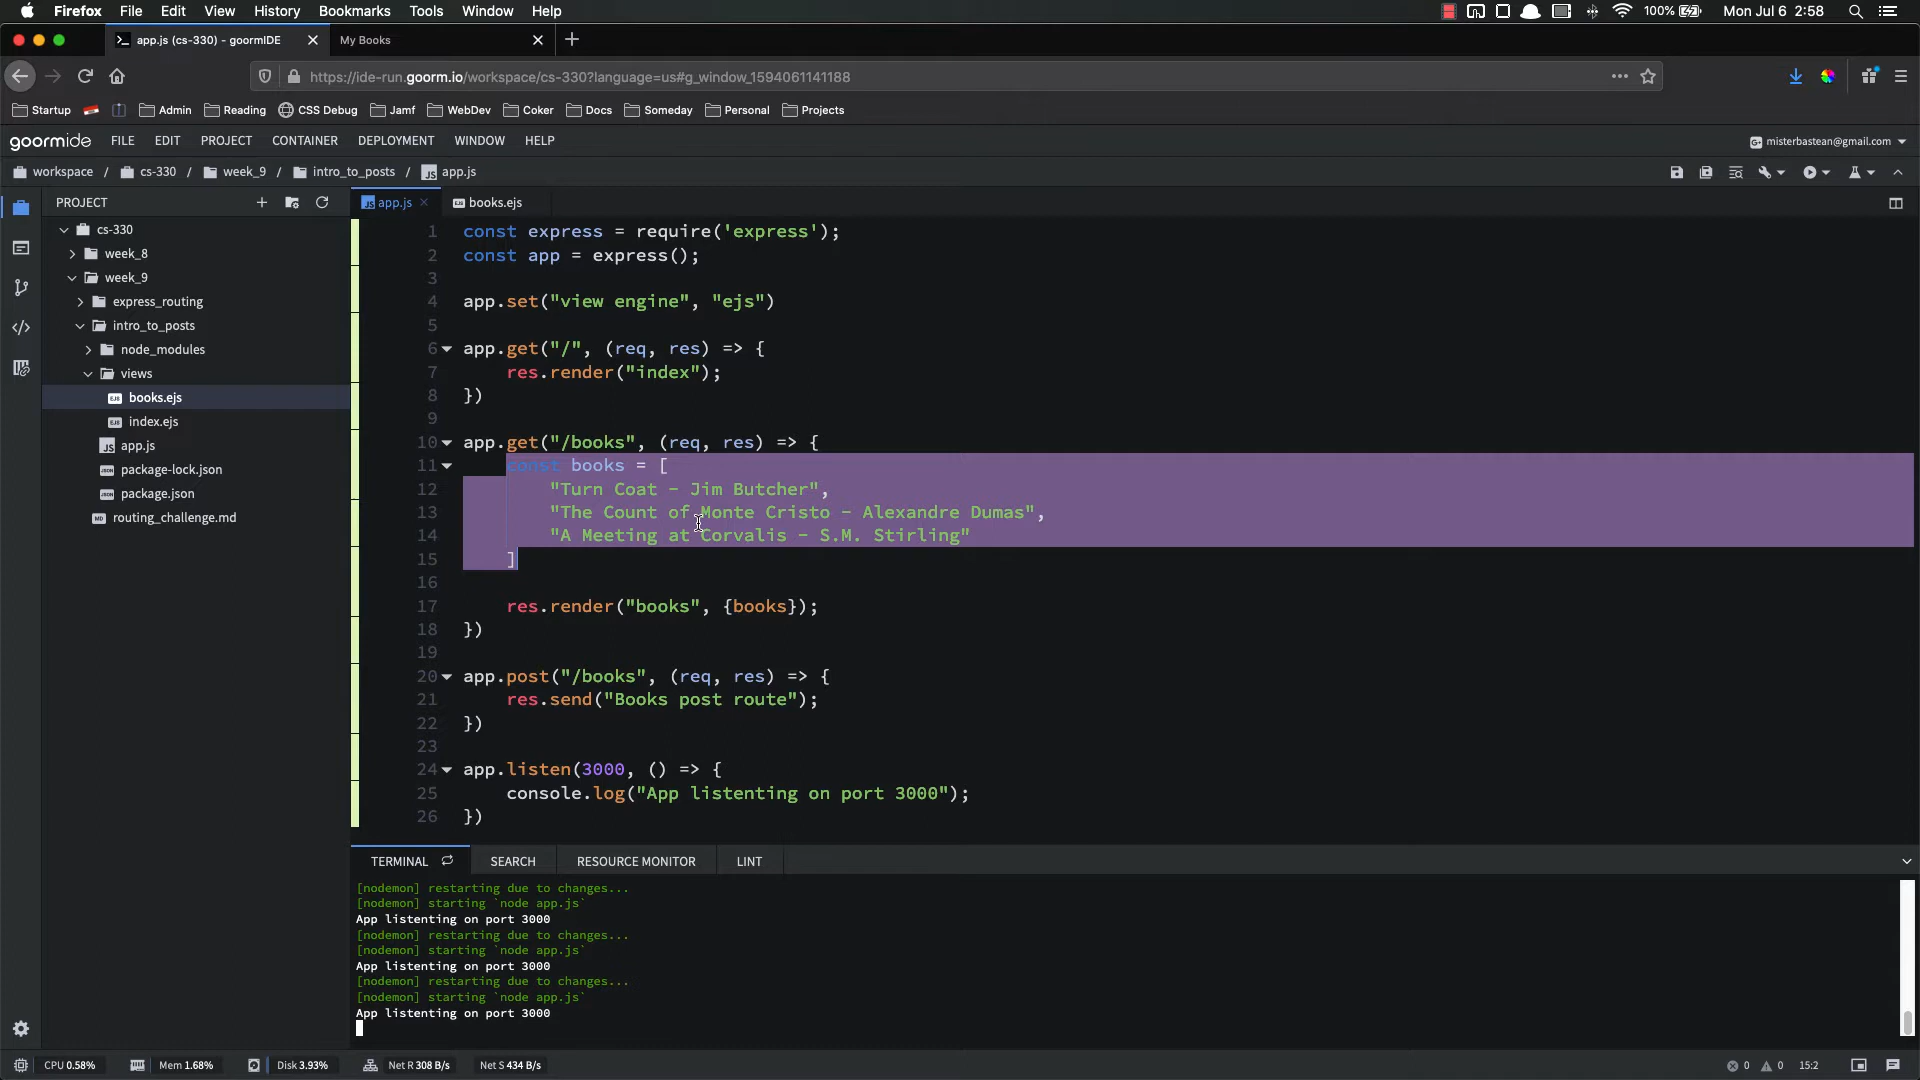 Firefox File Edit View History Bookmarks Tools Window Help 100% Mon Jul 6 2:58
app.js (cs-330) - goormIDE My Books
https://ide-run.goorm.io/workspace/cs-330?language=us#g_window_1594061141188
Startup Admin Reading CSS Debug Jamf WebDev Coker Docs Someday Personal Projects
goormide FILE EDIT PROJECT CONTAINER DEPLOYMENT WINDOW HELP misterbastean@gmail.com
workspace / cs-330 / week_9 / intro_to_posts / JS app.js
PROJECT
cs-330
week_8
week_9
express_routing
intro_to_posts
node_modules
views
EJS books.ejs
EJS index.ejs
JS app.js
JSON package-lock.json
JSON package.json
MD routing_challenge.md
JS app.js EJS books.ejs
1 const express = require('express');
2 const app = express();
3
4 app.set("view engine", "ejs")
5
6 app.get("/", (req, res) => {
7 res.render("index");
8 })
9
10 app.get("/books", (req, res) => {
11 const books = [
12 "Turn Coat - Jim Butcher",
13 "The Count of Monte Cristo - Alexandre Dumas",
14 "A Meeting at Corvalis - S.M. Stirling"
15 ]
16
17 res.render("books", {books});
18 })
19
20 app.post("/books", (req, res) => {
21 res.send("Books post route");
22 })
23
24 app.listen(3000, () => {
25 console.log("App listenting on port 3000");
26 })
TERMINAL SEARCH RESOURCE MONITOR LINT
[nodemon] restarting due to changes...
[nodemon] starting `node app.js`
App listenting on port 3000
[nodemon] restarting due to changes...
[nodemon] starting `node app.js`
App listenting on port 3000
[nodemon] restarting due to changes...
[nodemon] starting `node app.js`
App listenting on port 3000
CPU 0.58% Mem 1.68% Disk 3.93% Net R 308 B/s Net S 434 B/s 0 0 15:2